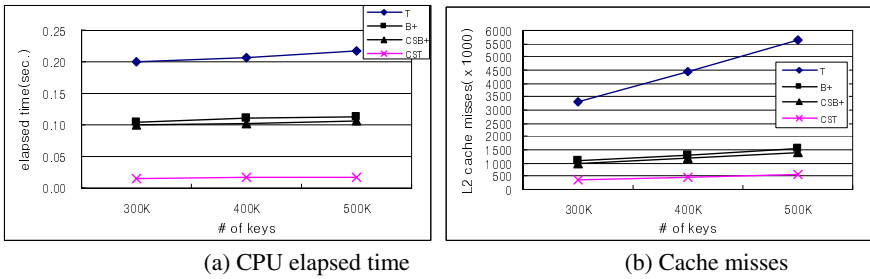 T
B+
CSB+
CST
0.25
0.20
0.15
0.10
0.05
0.00
elapsed time(sec.)
300K 400K 500K
# of keys
(a) CPU elapsed time
6000
5500
5000
4500
4000
3500
3000
2500
2000
1500
1000
500
0
L2 cache misses( x 1000)
T
B+
CSB+
CST
300K 400K 500K
# of keys
(b) Cache misses